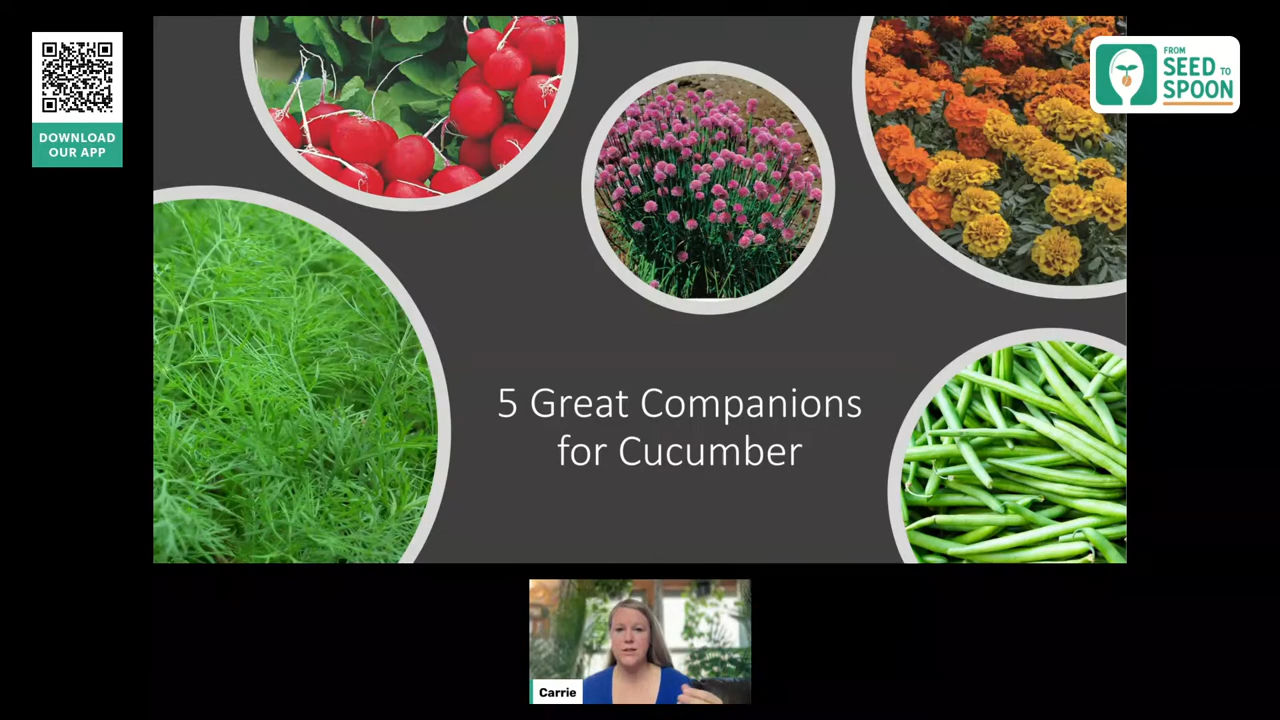 DOWNLOAD
OUR APP
FROM
SEED TO
SPOON
5 Great Companions
for Cucumber
Carrie